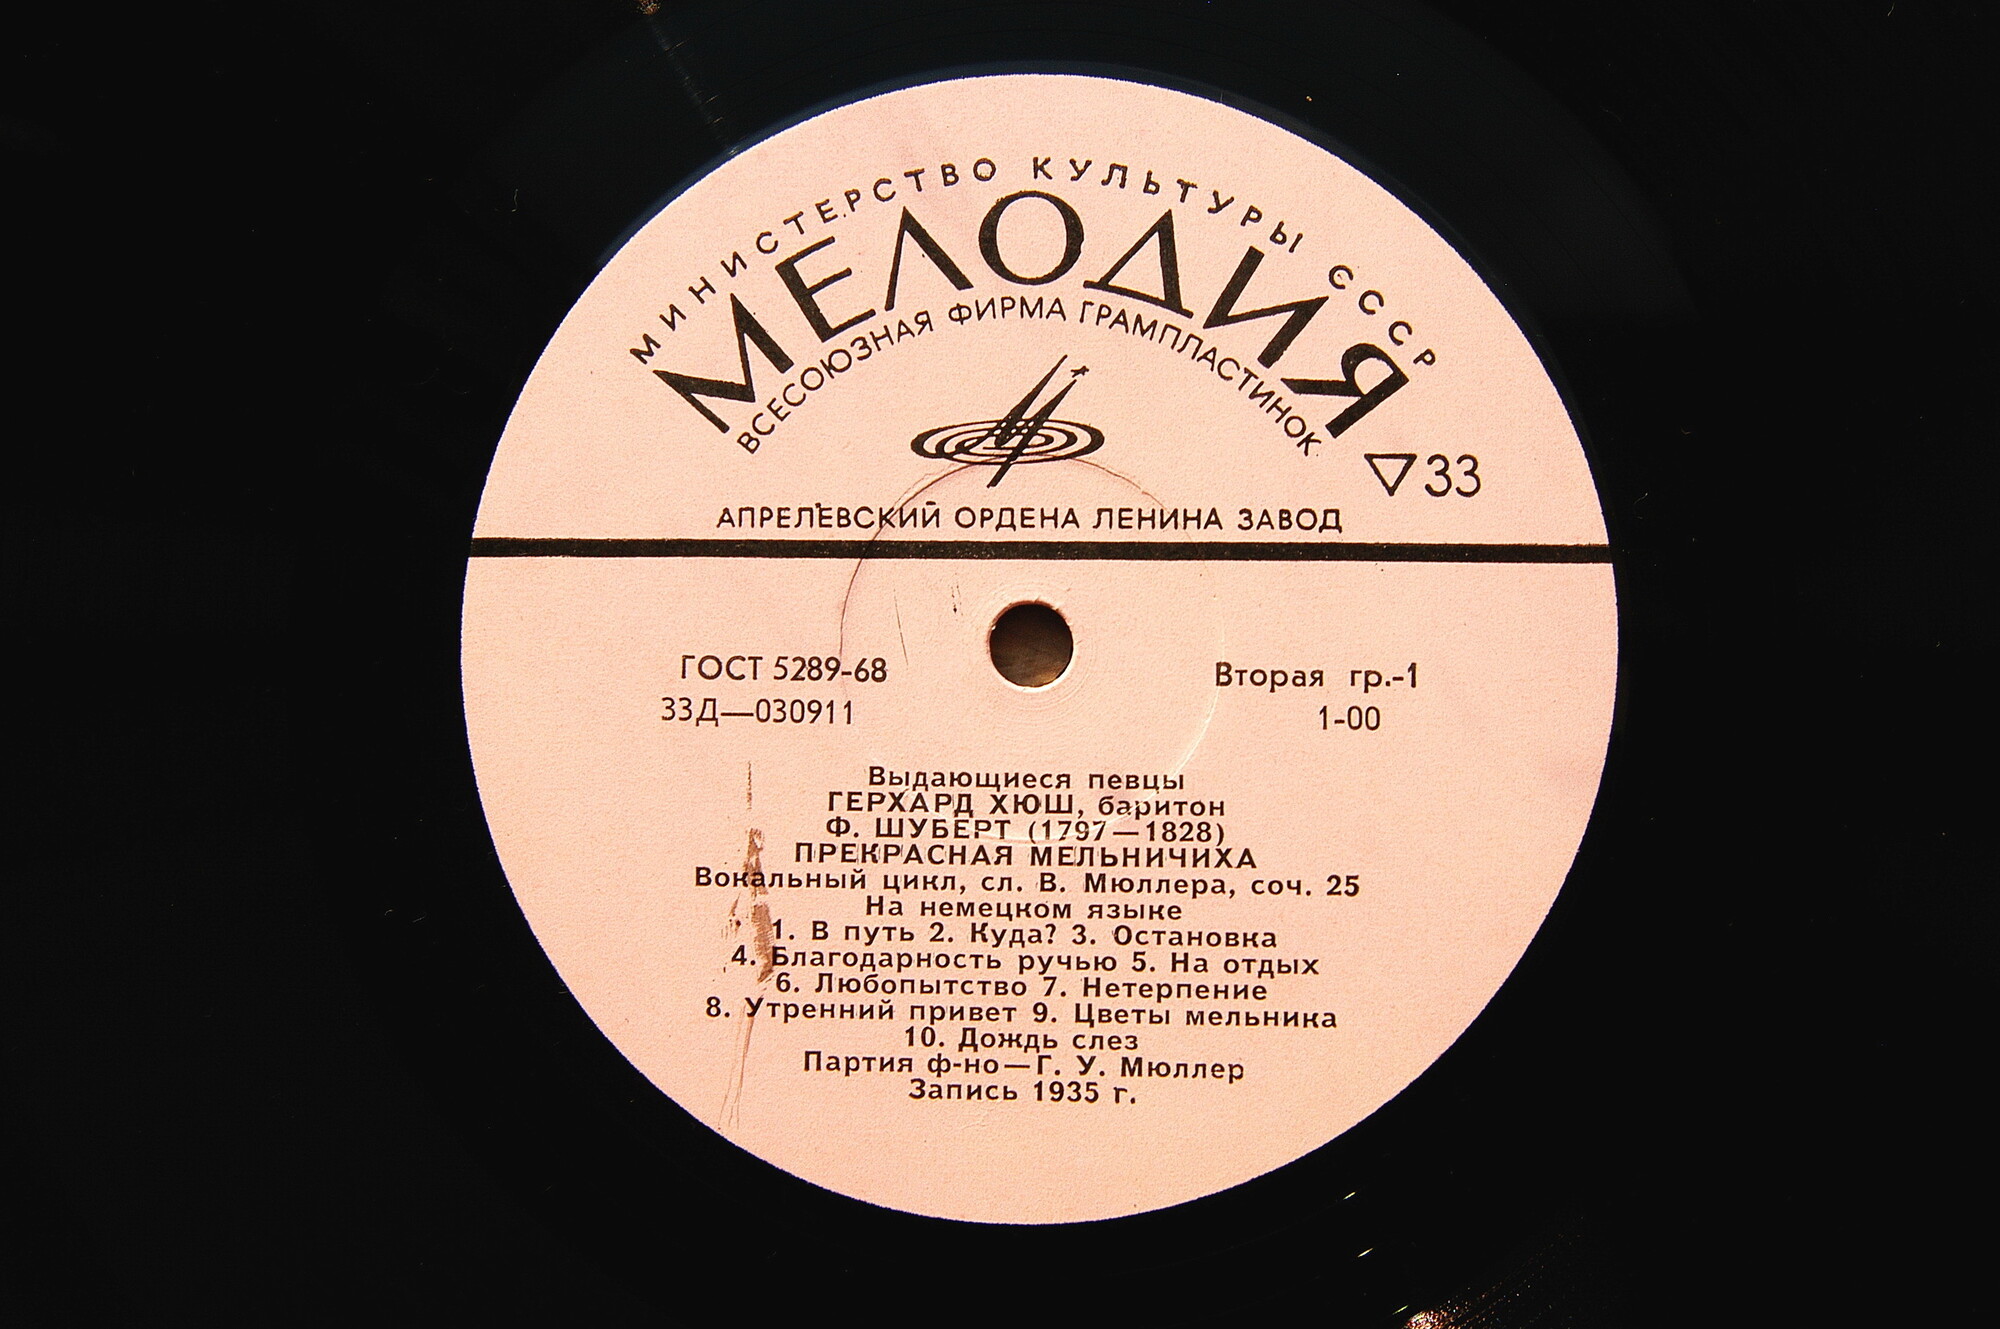 МИНИСТЕРСТВО КУЛЬТУРЫ СССР
МЕЛОДИЯ
ВСЕСОЮЗНАЯ ФИРМА ГРАМПЛАСТИНОК
▽33
АПРЕЛЕВСКИЙ ОРДЕНА ЛЕНИНА ЗАВОД
ГОСТ 5289-68
Вторая гр.-1
33Д—030911
1-00
Выдающиеся певцы
ГЕРХАРД ХЮШ, баритон
Ф. ШУБЕРТ (1797—1828)
ПРЕКРАСНАЯ МЕЛЬНИЧИХА
Вокальный цикл, сл. В. Мюллера, соч. 25
На немецком языке
1. В путь 2. Куда? 3. Остановка
4. Благодарность ручью 5. На отдых
6. Любопытство 7. Нетерпение
8. Утренний привет 9. Цветы мельника
10. Дождь слез
Партия ф-но—Г. У. Мюллер
Запись 1935 г.